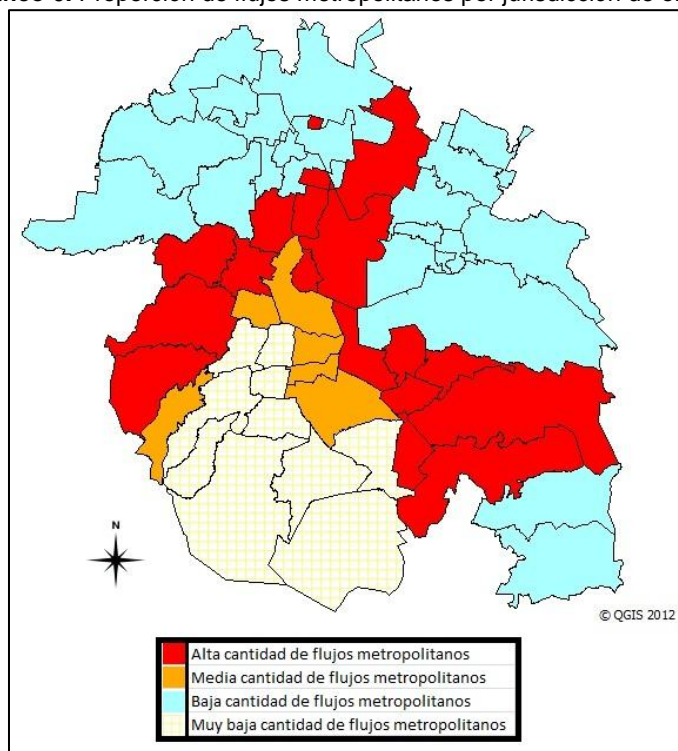 Proporción de flujos metropolitanos por jurisdicción de
N
© QGIS 2012
Alta cantidad de flujos metropolitanos
Media cantidad de flujos metropolitanos
Baja cantidad de flujos metropolitanos
Muy baja cantidad de flujos metropolitanos